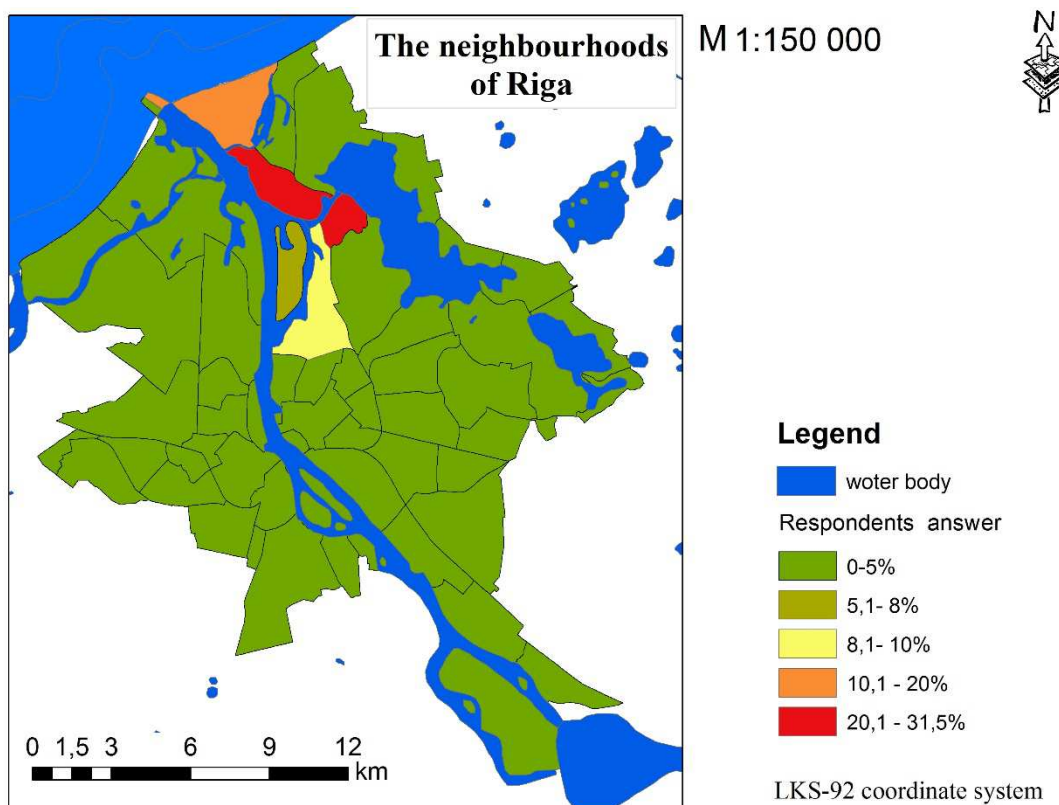 The neighbourhoods
of Riga
M 1:150 000
N
Legend
woter body
Respondents answer
0-5%
5,1- 8%
8,1- 10%
10,1 - 20%
20,1 - 31,5%
0 1,5 3 6 9 12
km
LKS-92 coordinate system